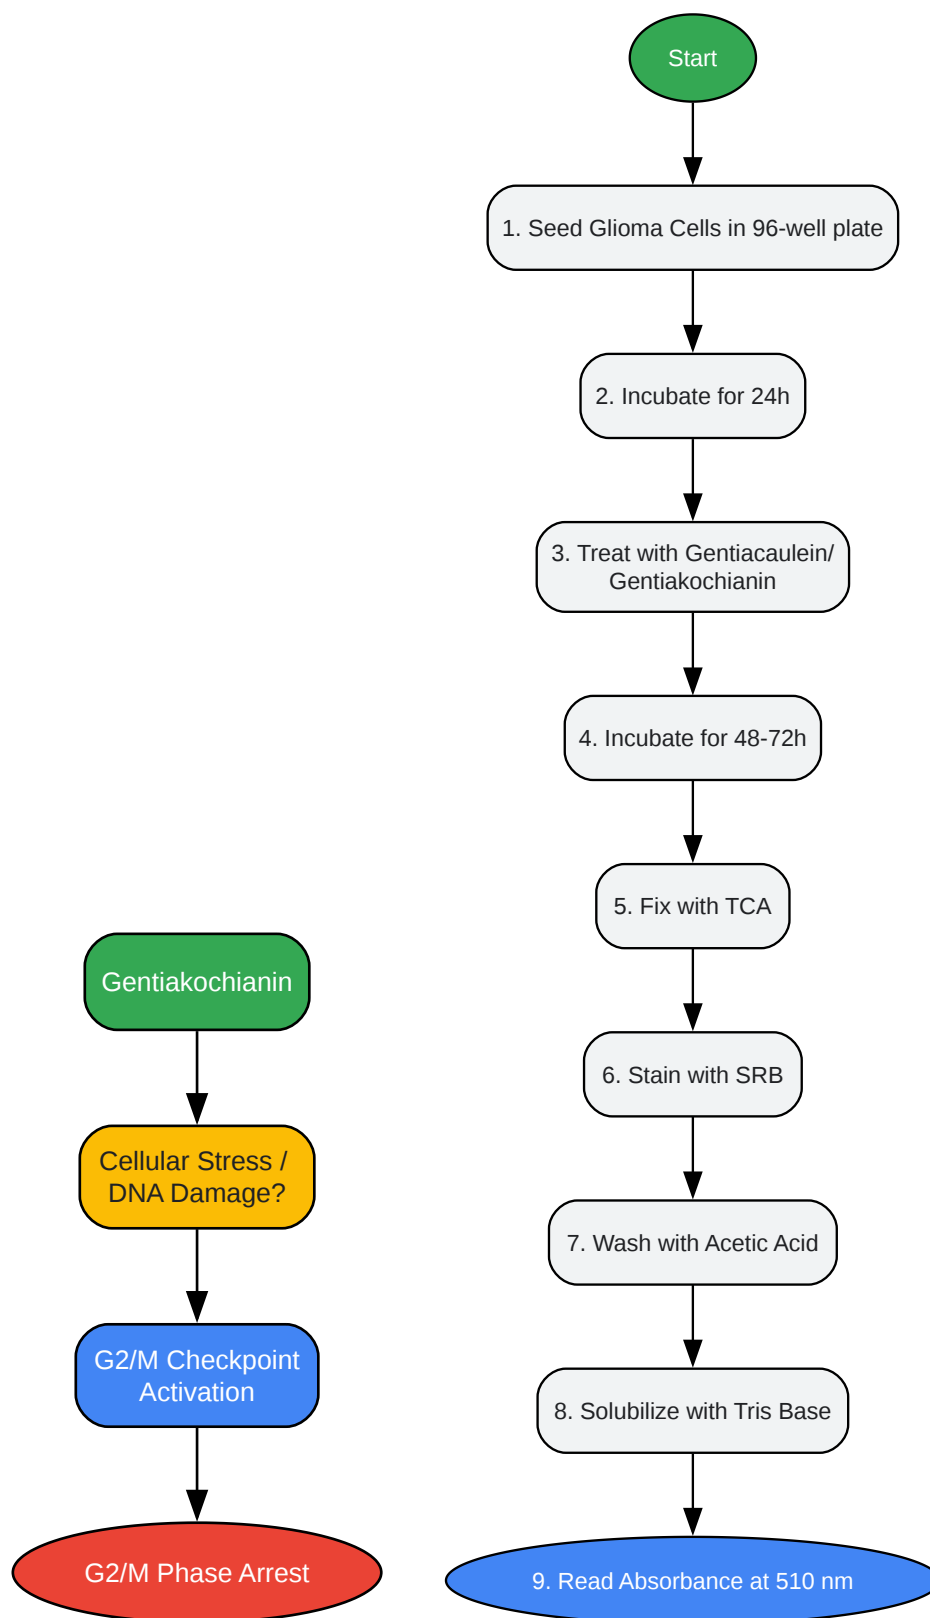 Start
1. Seed Glioma Cells in 96-well plate
2. Incubate for 24h
3. Treat with Gentiacaulein/
Gentiakochianin
4. Incubate for 48-72h
5. Fix with TCA
6. Stain with SRB
7. Wash with Acetic Acid
8. Solubilize with Tris Base
9. Read Absorbance at 510 nm
Gentiakochianin
Cellular Stress /
DNA Damage?
G2/M Checkpoint
Activation
G2/M Phase Arrest